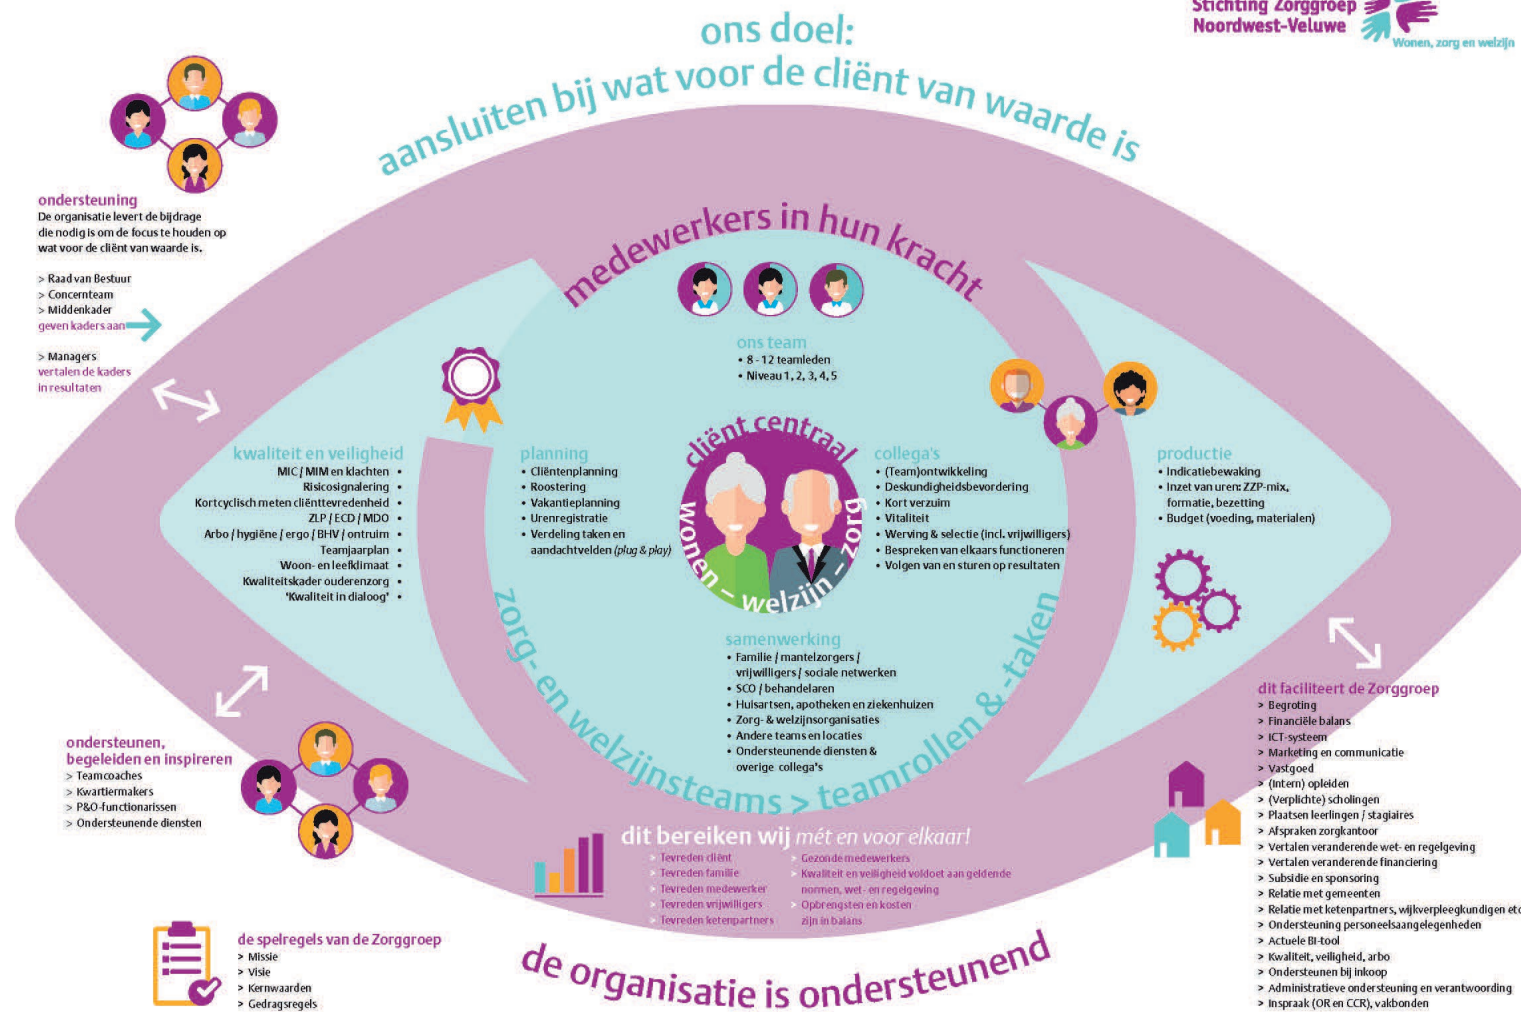 Stichting Zorggroep
Noordwest-Veluwe
Wonen, zorg en welzijn
ons doel:
aansluiten bij wat voor de cliënt van waarde is
ondersteuning
De organisatie levert de bijdrage
die nodig is om de focus te houden op
wat voor de cliënt van waarde is.
> Raad van Bestuur
> Concernteam
> Middenkader
geven kaders aan
> Managers
vertalen de kaders
in resultaten
medewerkers in hun kracht
ons team
• 8 - 12 teamleden
• Niveau 1, 2, 3, 4, 5
kwaliteit en veiligheid
MIC / MIM en klachten •
Risicosignalering •
Kortcyclisch meten cliënttevredenheid •
ZLP / ECD / MDO •
Arbo / hygiëne / ergo / BHV / ontruim •
Teamjaarplan •
Woon- en leefklimaat •
Kwaliteitskader ouderenzorg •
'Kwaliteit in dialoog' •
planning
• Cliëntenplanning
• Roostering
• Vakantieplanning
• Urenregistratie
• Verdeling taken en
aandachtvelden (plug & play)
cliënt centraal
wonen – welzijn – zorg
collega's
• (Team)ontwikkeling
• Deskundigheidsbevordering
• Kort verzuim
• Vitaliteit
• Werving & selectie (incl. vrijwilligers)
• Bespreken van elkaars functioneren
• Volgen van en sturen op resultaten
productie
• Indicatiebewaking
• Inzet van uren: ZZP-mix,
formatie, bezetting
• Budget (voeding, materialen)
samenwerking
• Familie / mantelzorgers /
vrijwilligers / sociale netwerken
• SCO / behandelaren
• Huisartsen, apotheken en ziekenhuizen
• Zorg- & welzijnsorganisaties
• Andere teams en locaties
• Ondersteunende diensten &
overige collega's
zorg- en welzijnsteams > teamrollen & -taken
ondersteunen,
begeleiden en inspireren
> Teamcoaches
> Kwartiermakers
> P&O-functionarissen
> Ondersteunende diensten
dit bereiken wij mét en voor elkaar!
> Tevreden cliënt
> Tevreden familie
> Tevreden medewerker
> Tevreden vrijwilligers
> Tevreden ketenpartners
> Gezonde medewerkers
> Kwaliteit en veiligheid voldoet aan geldende
normen, wet- en regelgeving
> Opbrengsten en kosten
zijn in balans
dit faciliteert de Zorggroep
> Begroting
> Financiële balans
> ICT-systeem
> Marketing en communicatie
> Vastgoed
> (Intern) opleiden
> (Verplichte) scholingen
> Plaatsen leerlingen / stagiaires
> Afspraken zorgkantoor
> Vertalen veranderende wet- en regelgeving
> Vertalen veranderende financiering
> Subsidie en sponsoring
> Relatie met gemeenten
> Relatie met ketenpartners, wijkverpleegkundigen etc
> Ondersteuning personeelsaangelegenheden
> Actuele BI-tool
> Kwaliteit, veiligheid, arbo
> Ondersteunen bij inkoop
> Administratieve ondersteuning en verantwoording
> Inspraak (OR en CCR), vakbonden
de spelregels van de Zorggroep
> Missie
> Visie
> Kernwaarden
> Gedragsregels
de organisatie is ondersteunend